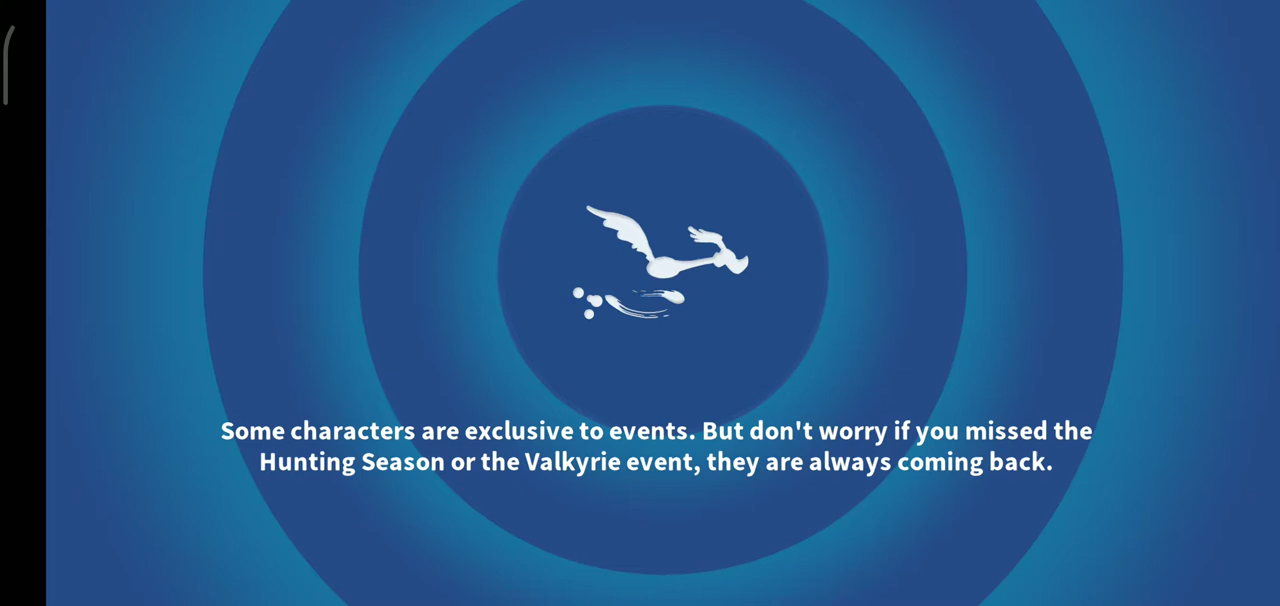 Some characters are exclusive to events. But don't worry if you missed the
Hunting Season or the Valkyrie event, they are always coming back.